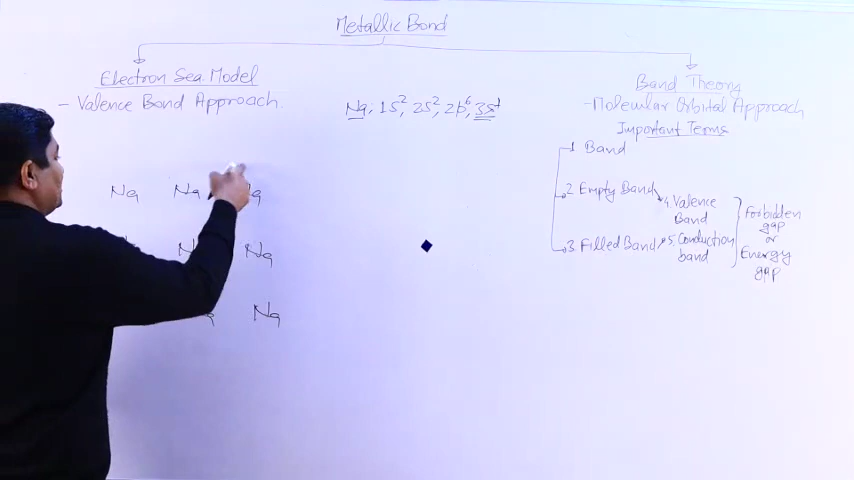 Metallic Bond
Electron Sea Model
- Valence Bond Approach.
Na; 1s², 2s², 2p⁶, 3s¹
Band Theory
- Molecular Orbital Approach
Important Terms
1 Band
2 Empty Band
3. Filled Band
4. Valence
Band
5. Conduction
band
Forbidden
gap
or
Energy
gap
Na Na Na
Na Na
Na